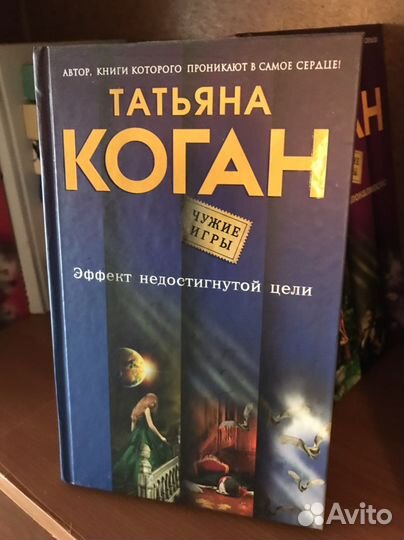 АВТОР, КНИГИ КОТОРОГО ПРОНИКАЮТ В САМОЕ СЕРДЦЕ!
ТАТЬЯНА
КОГАН
ЧУЖИЕ
ИГРЫ
Эффект недостигнутой цели
Avito